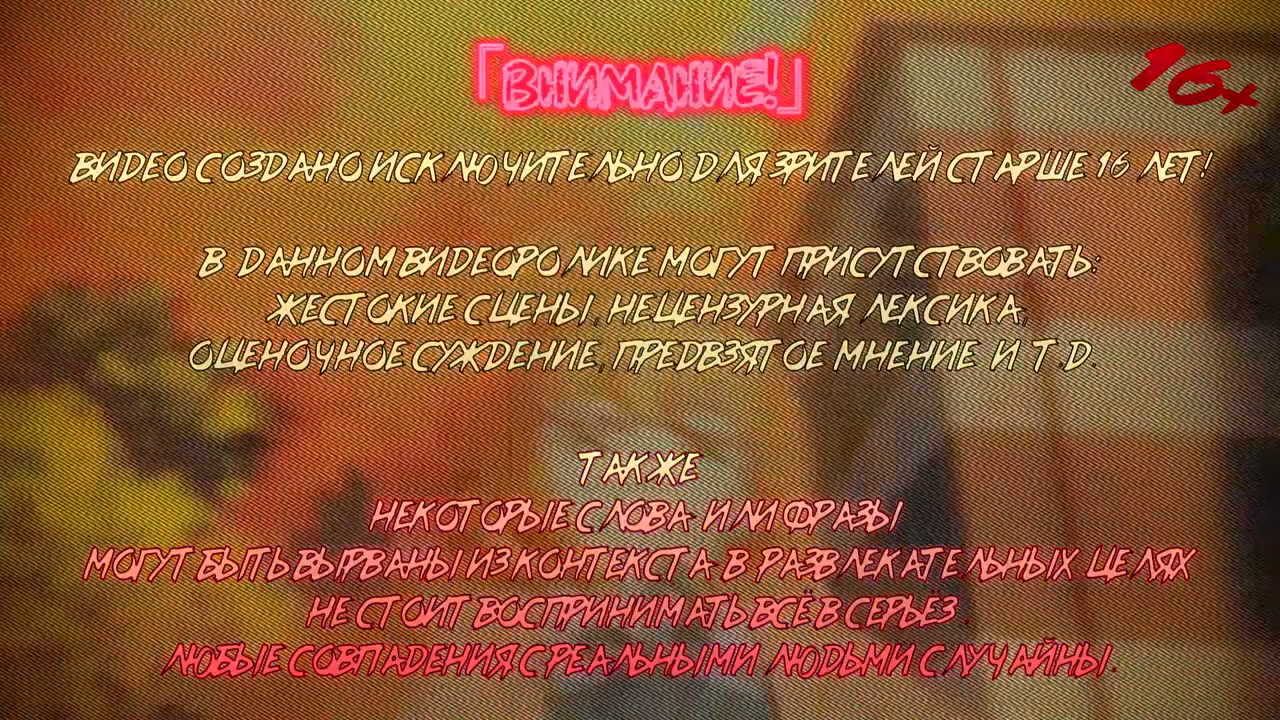 「ВНИМАНИЕ!」
16+
ВИДЕО СОЗДАНО ИСКЛЮЧИТЕЛЬНО ДЛЯ ЗРИТЕЛЕЙ СТАРШЕ 16 ЛЕТ!
В ДАННОМ ВИДЕОРОЛИКЕ МОГУТ ПРИСУТСТВОВАТЬ:
ЖЕСТОКИЕ СЦЕНЫ, НЕЦЕНЗУРНАЯ ЛЕКСИКА,
ОЦЕНОЧНОЕ СУЖДЕНИЕ, ПРЕДВЗЯТОЕ МНЕНИЕ И Т.Д.
ТАКЖЕ
НЕКОТОРЫЕ СЛОВА ИЛИ ФРАЗЫ
МОГУТ БЫТЬ ВЫРВАНЫ ИЗ КОНТЕКСТА В РАЗВЛЕКАТЕЛЬНЫХ ЦЕЛЯХ
НЕ СТОИТ ВОСПРИНИМАТЬ ВСЁ В СЕРЬЁЗ.
ЛЮБЫЕ СОВПАДЕНИЯ С РЕАЛЬНЫМИ ЛЮДЬМИ СЛУЧАЙНЫ.